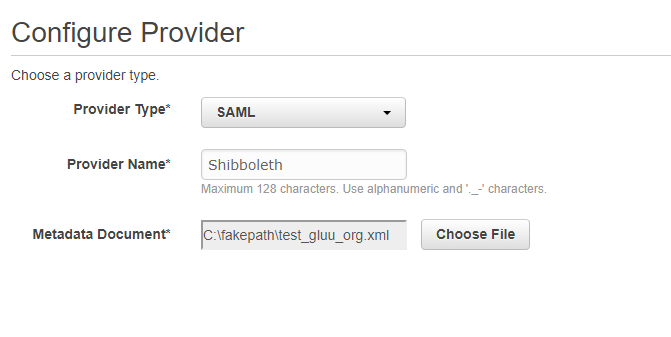 Configure Provider
Choose a provider type.
Provider Type* SAML
Provider Name* Shibboleth
Maximum 128 characters. Use alphanumeric and '._-' characters.
Metadata Document* C:\fakepath\test_gluu_org.xml Choose File